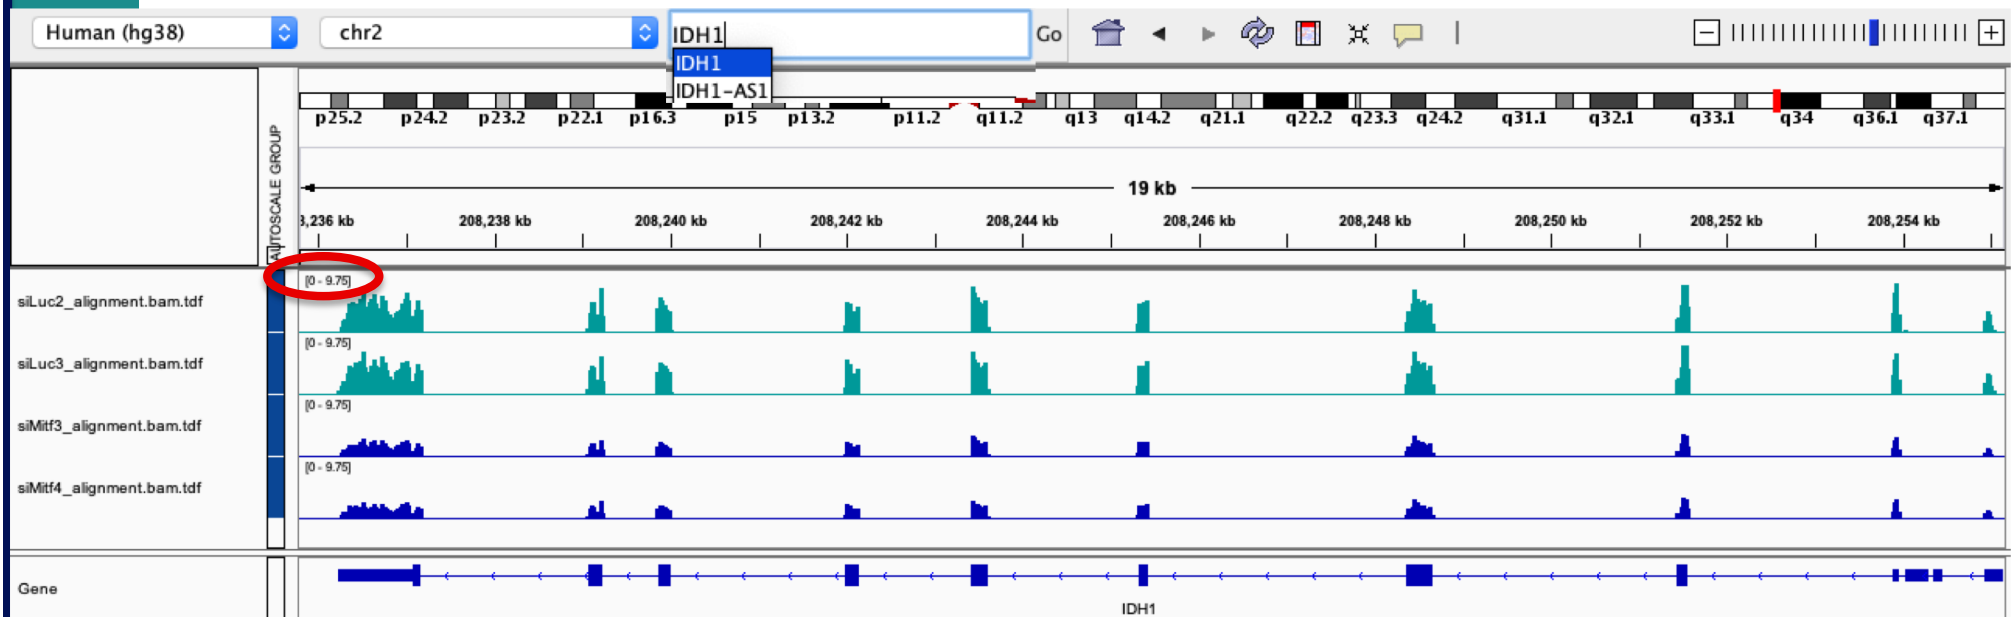 Human (hg38) chr2 IDH1 Go
IDH1
IDH1-AS1
p25.2 p24.2 p23.2 p22.1 p16.3 p15 p13.2 p11.2 q11.2 q13 q14.2 q21.1 q22.2 q23.3 q24.2 q31.1 q32.1 q33.1 q34 q36.1 q37.1
AUTOSCALE GROUP
19 kb
,236 kb 208,238 kb 208,240 kb 208,242 kb 208,244 kb 208,246 kb 208,248 kb 208,250 kb 208,252 kb 208,254 kb
[0 - 9.75]
siLuc2_alignment.bam.tdf
[0 - 9.75]
siLuc3_alignment.bam.tdf
[0 - 9.75]
siMitf3_alignment.bam.tdf
[0 - 9.75]
siMitf4_alignment.bam.tdf
Gene
IDH1